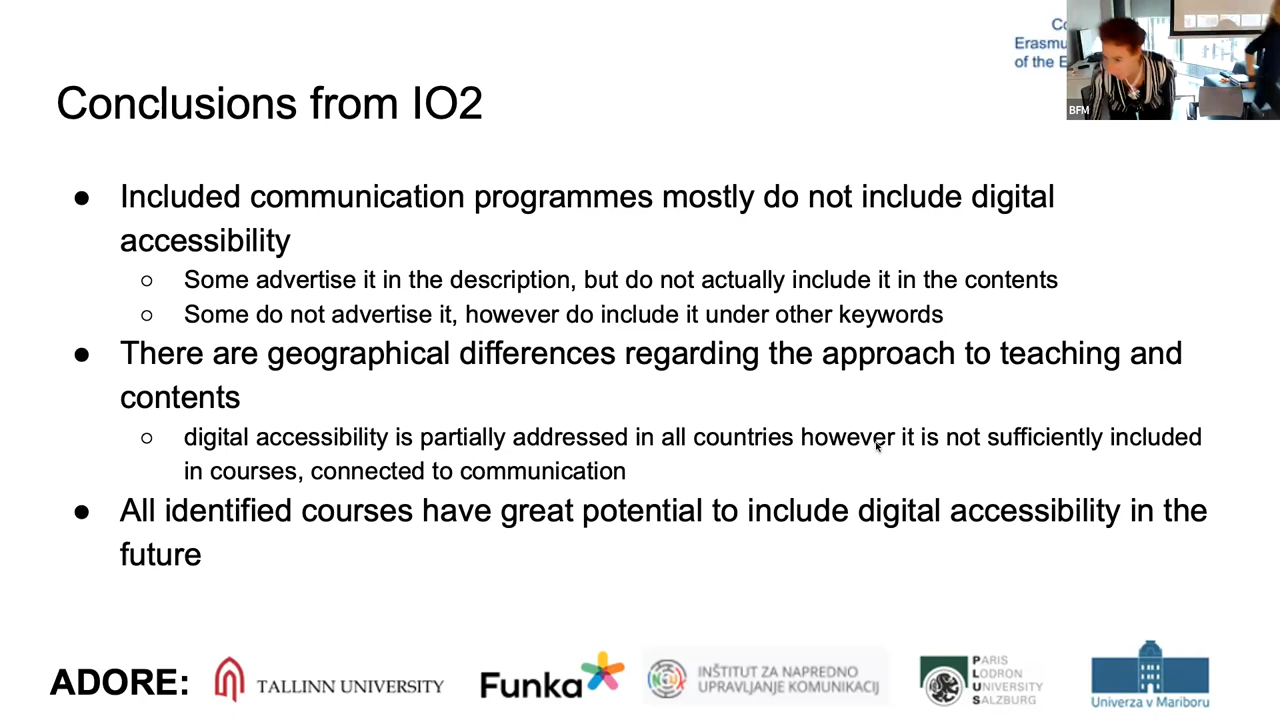 Co
Erasmu
of the E
BFM
Conclusions from IO2
● Included communication programmes mostly do not include digital
accessibility
○ Some advertise it in the description, but do not actually include it in the contents
○ Some do not advertise it, however do include it under other keywords
● There are geographical differences regarding the approach to teaching and
contents
○ digital accessibility is partially addressed in all countries however it is not sufficiently included
in courses, connected to communication
● All identified courses have great potential to include digital accessibility in the
future
ADORE:
TALLINN UNIVERSITY
Funka
INŠTITUT ZA NAPREDNO
UPRAVLJANJE KOMUNIKACIJ
PARIS
LODRON
UNIVERSITY
SALZBURG
P
L
U
S
Univerza v Mariboru